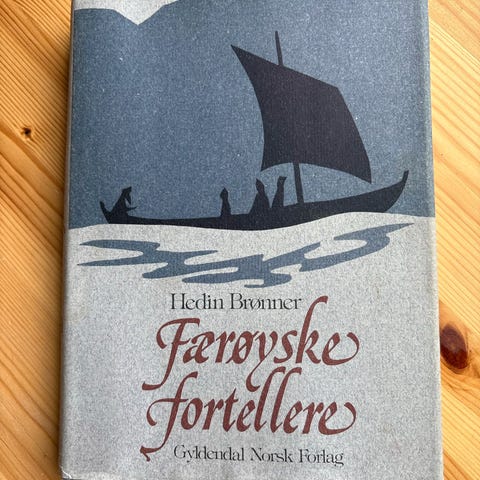 Hedin Brønner
Færøyske
fortellere
Gyldendal Norsk Forlag